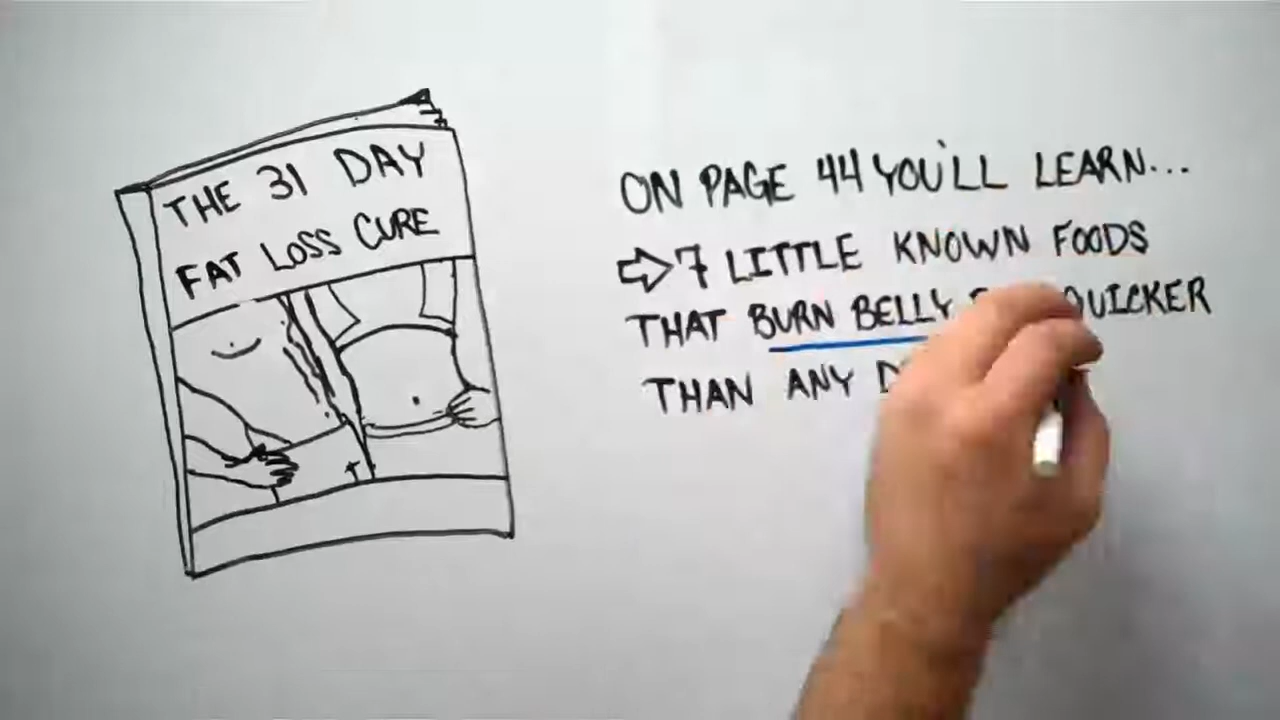 THE 31 DAY
FAT LOSS CURE
ON PAGE 44 YOU'LL LEARN...
⇨7 LITTLE KNOWN FOODS
THAT BURN BELLY QUICKER
THAN ANY